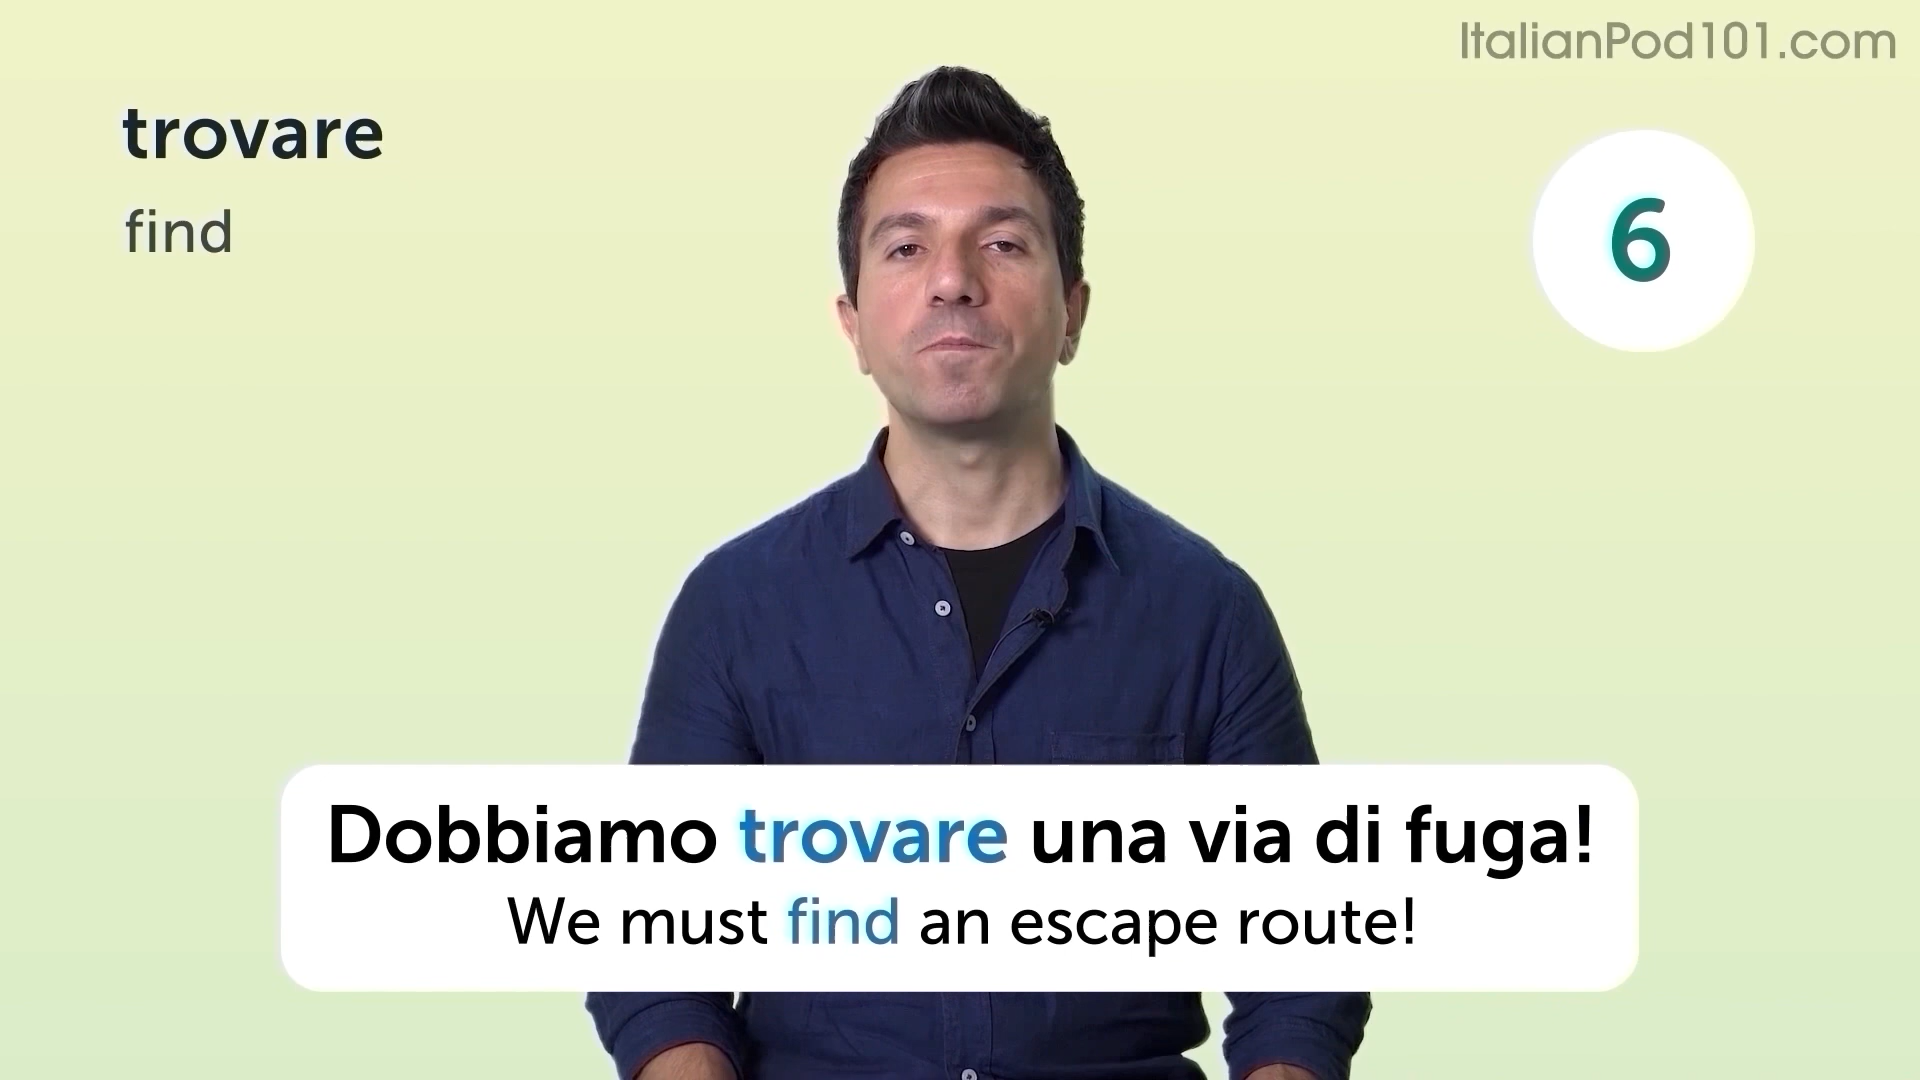 ItalianPod101.com
trovare
find
6
Dobbiamo trovare una via di fuga!
We must find an escape route!